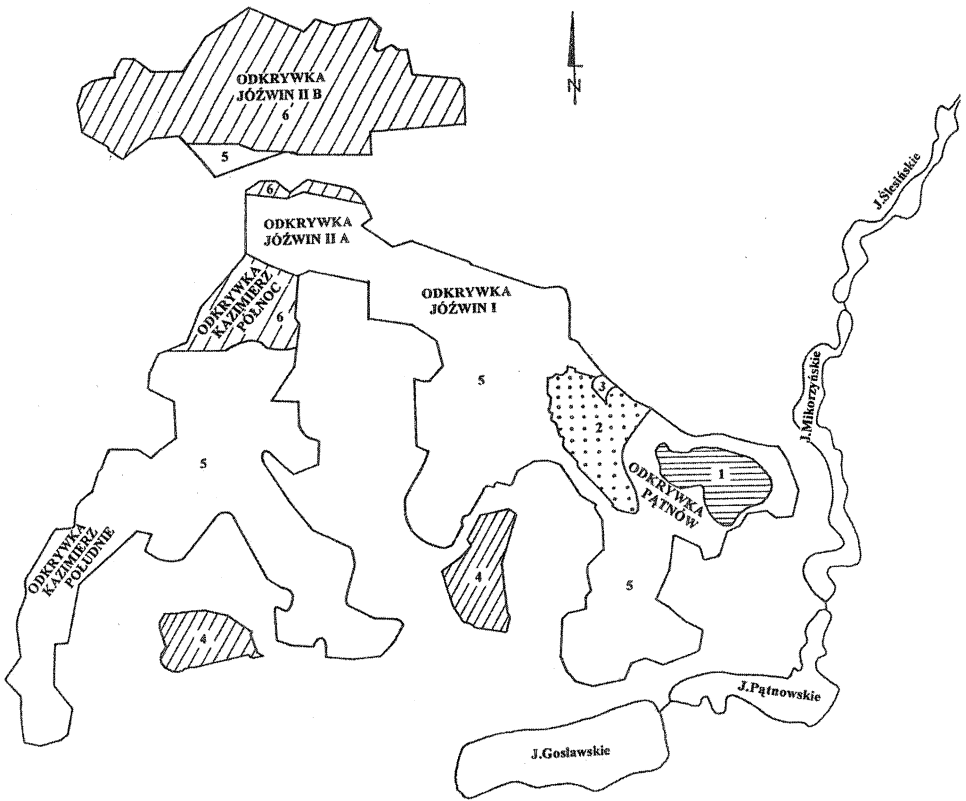 ODKRYWKA
JÓŹWIN II B
6
5
N
J.Ślesińskie
6
ODKRYWKA
JÓŹWIN II A
ODKRYWKA
KAZIMIERZ
PÓŁNOC
6
ODKRYWKA
JÓŹWIN I
5
J.Mikorzyńskie
3
2
1
ODKRYWKA
PĄTNÓW
5
ODKRYWKA
KAZIMIERZ
POŁUDNIE
4
5
4
J.Pątnowskie
J.Gosławskie